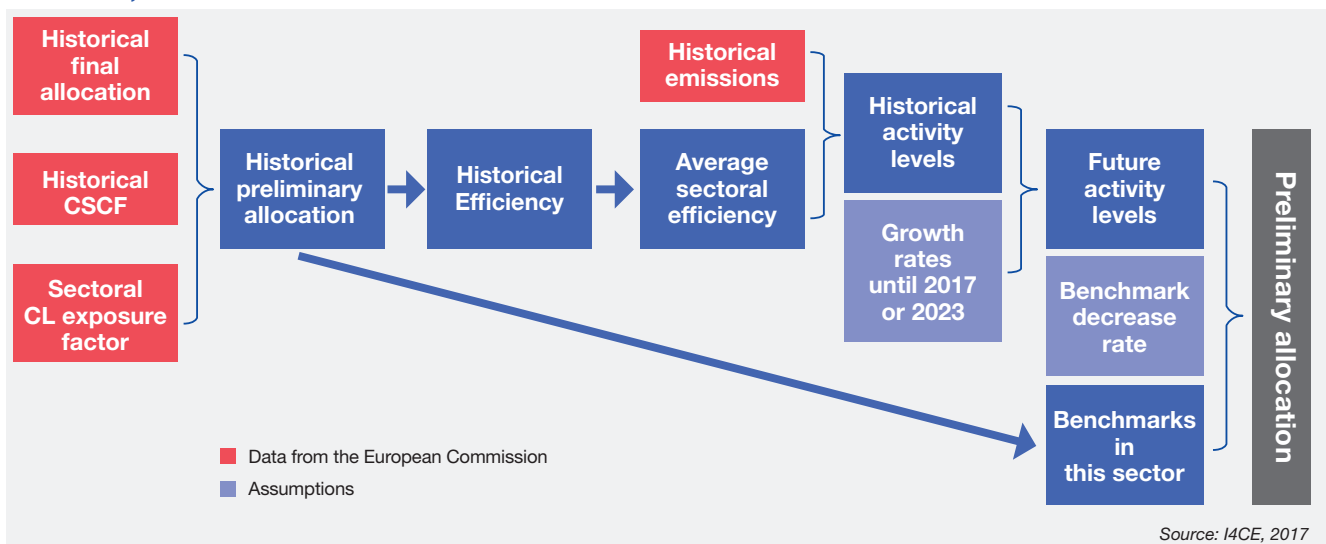 Historical
final
allocation
Historical
CSCF
Sectoral
CL exposure
factor
Historical
preliminary
allocation
Historical
Efficiency
Historical
emissions
Average
sectoral
efficiency
Historical
activity
levels
Growth
rates
until 2017
or 2023
Future
activity
levels
Benchmark
decrease
rate
Benchmarks
in
this sector
Preliminary allocation
Data from the European Commission
Assumptions
Source: I4CE, 2017